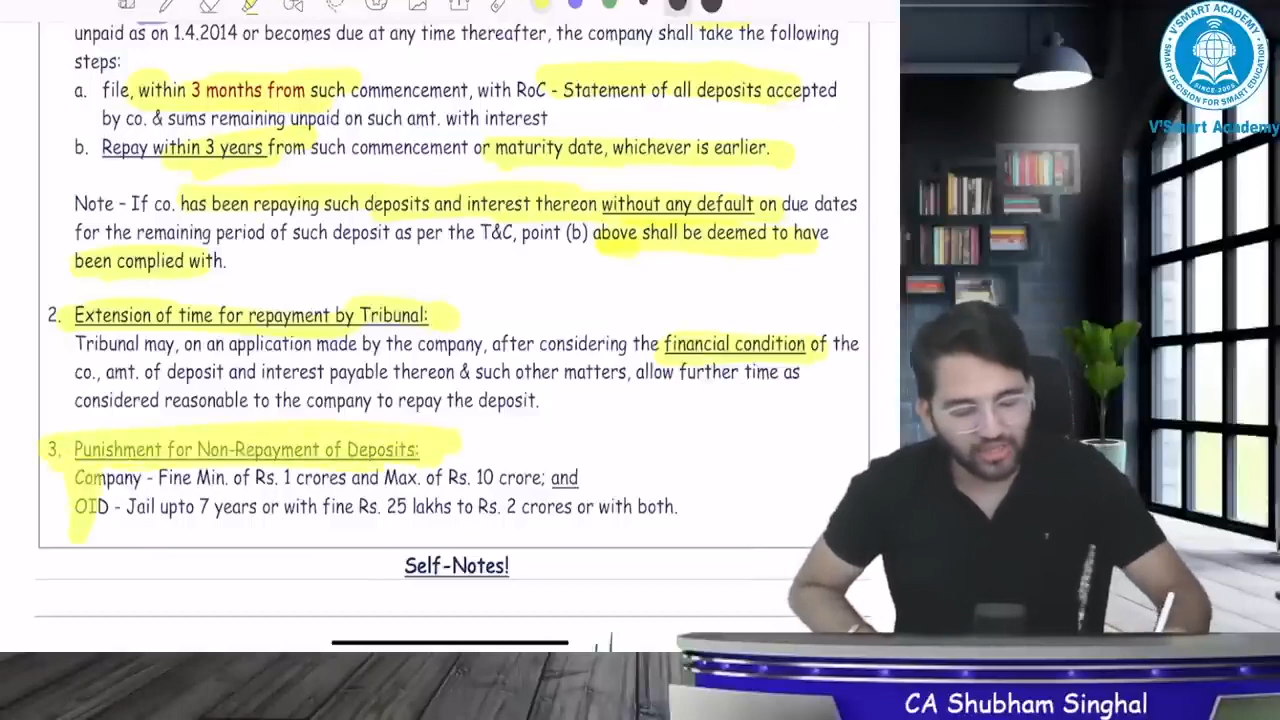 unpaid as on 1.4.2014 or becomes due at any time thereafter, the company shall take the following
steps:
a. file, within 3 months from such commencement, with RoC - Statement of all deposits accepted
by co. & sums remaining unpaid on such amt. with interest
b. Repay within 3 years from such commencement or maturity date, whichever is earlier.
Note - If co. has been repaying such deposits and interest thereon without any default on due dates
for the remaining period of such deposit as per the T&C, point (b) above shall be deemed to have
been complied with.
2. Extension of time for repayment by Tribunal:
Tribunal may, on an application made by the company, after considering the financial condition of the
co., amt. of deposit and interest payable thereon & such other matters, allow further time as
considered reasonable to the company to repay the deposit.
3. Punishment for Non-Repayment of Deposits:
Company - Fine Min. of Rs. 1 crores and Max. of Rs. 10 crore; and
OID - Jail upto 7 years or with fine Rs. 25 lakhs to Rs. 2 crores or with both.
Self-Notes!
V'SMART ACADEMY
SMART DECISION FOR SMART EDUCATION
SINCE-2005
V'Smart Academy
CA Shubham Singhal